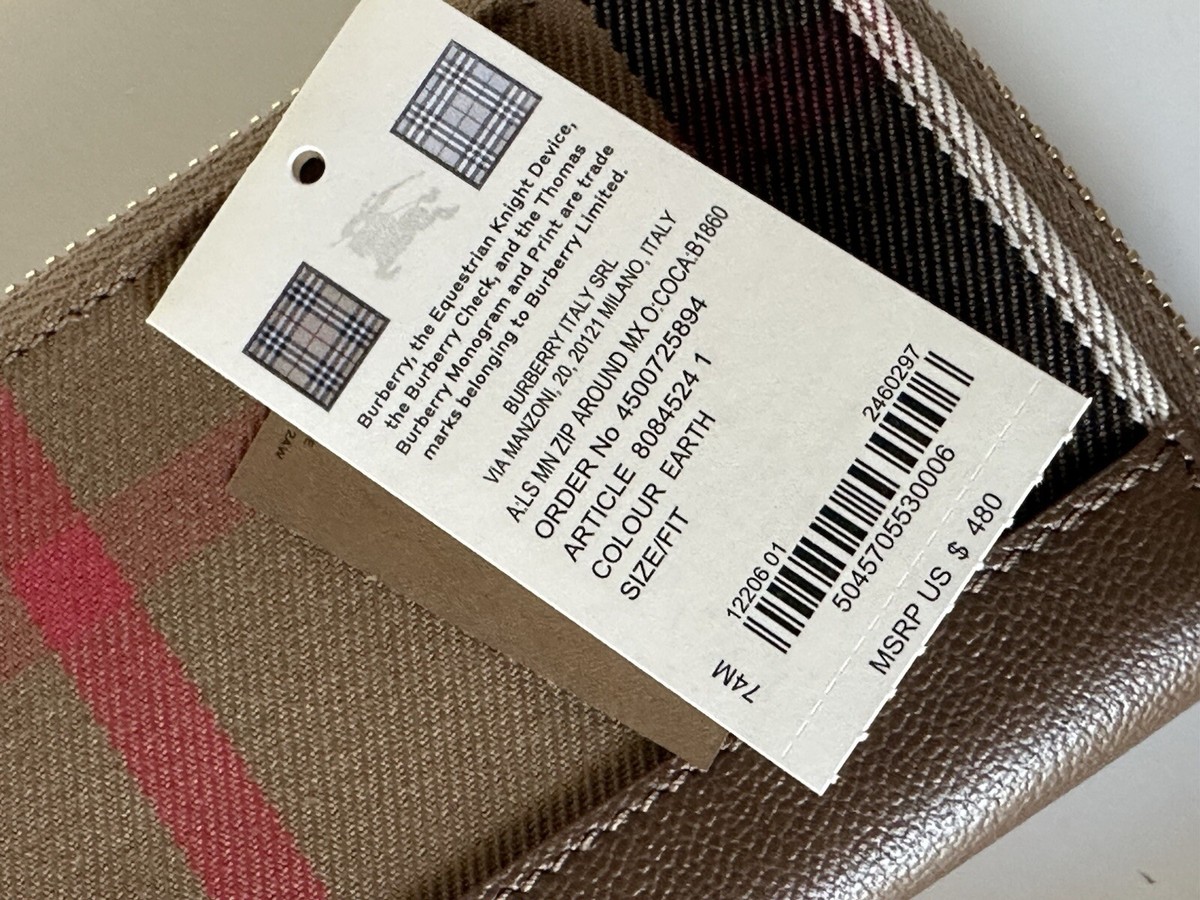 Burberry, the Equestrian Knight Device,
the Burberry Check, and the Thomas
Burberry Monogram and Print are trade
marks belonging to Burberry Limited.
BURBERRY ITALY SRL
VIA MANZONI, 20, 20121 MILANO, ITALY
A:LS MN ZIP AROUND MX O:COCA:B1860
ORDER No 4500725894
ARTICLE 8084524 1
COLOUR EARTH
SIZE/FIT
12206 01 2460297
5045705530006
74M
MSRP US $ 480
2AW